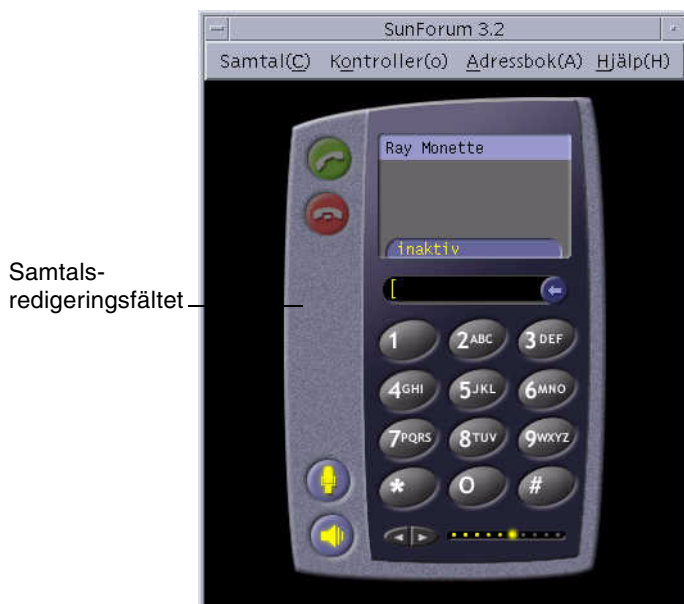 SunForum 3.2
Samtal(C) Kontroller(o) Adressbok(A) Hjälp(H)
Ray Monette
inaktiv
Samtals-
redigeringsfältet
[
1 2ABC 3DEF
4GHI 5JKL 6MNO
7PQRS 8TUV 9WXYZ
* 0 #